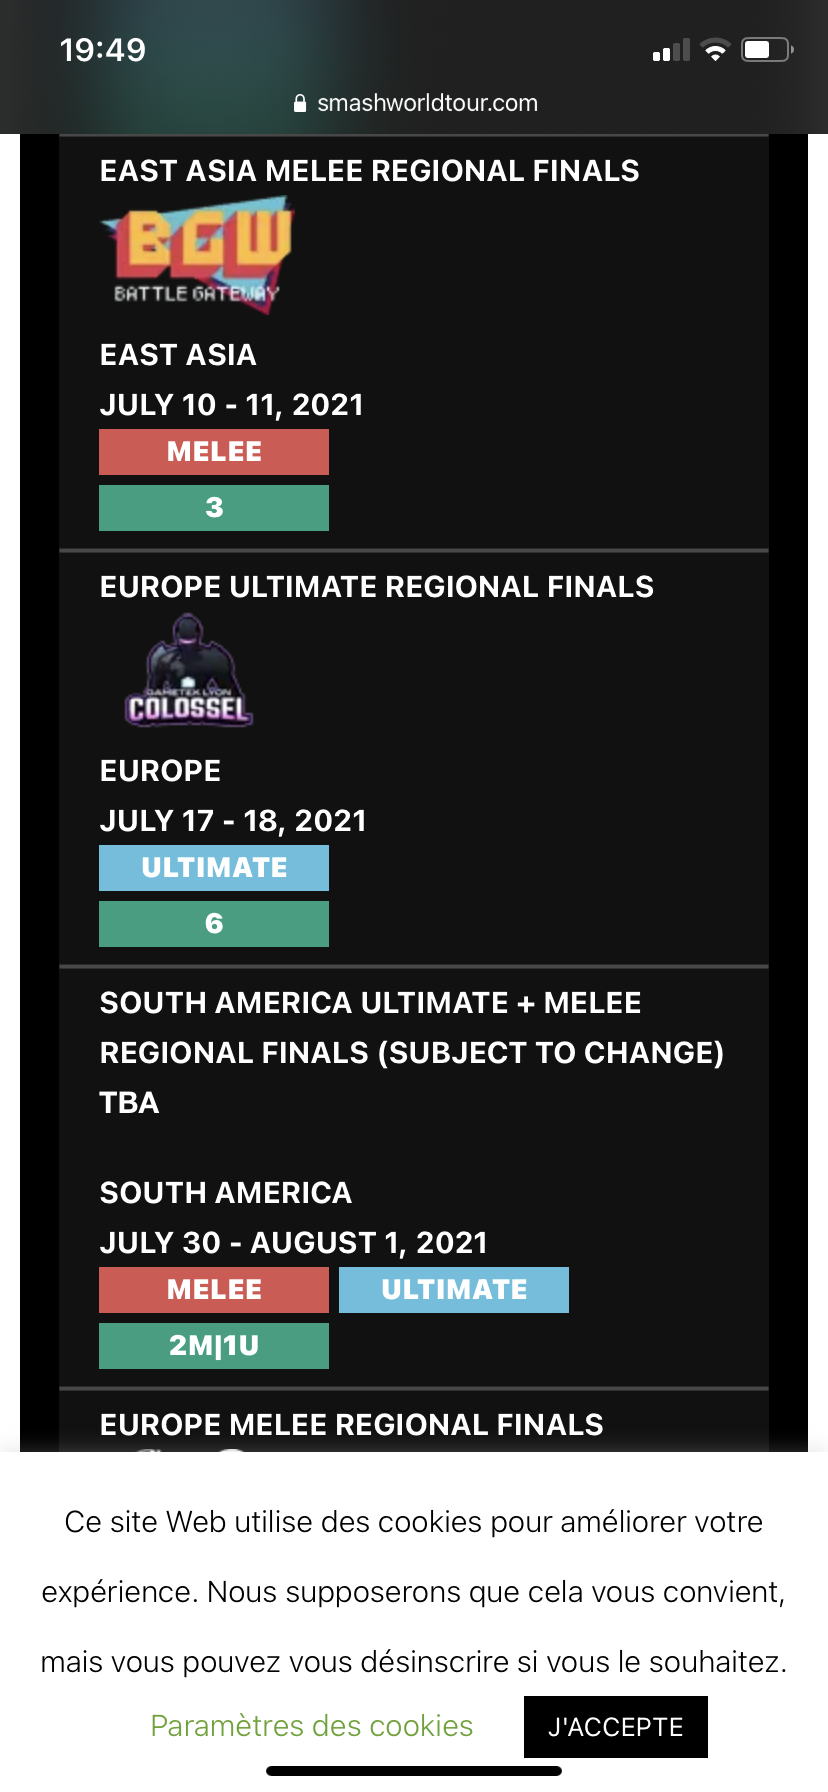 19:49
smashworldtour.com
EAST ASIA MELEE REGIONAL FINALS
BGW
BATTLE GATEWAY
EAST ASIA
JULY 10 - 11, 2021
MELEE
3
EUROPE ULTIMATE REGIONAL FINALS
GAMETEK LYON
COLOSSEL
EUROPE
JULY 17 - 18, 2021
ULTIMATE
6
SOUTH AMERICA ULTIMATE + MELEE
REGIONAL FINALS (SUBJECT TO CHANGE)
TBA
SOUTH AMERICA
JULY 30 - AUGUST 1, 2021
MELEE ULTIMATE
2M|1U
EUROPE MELEE REGIONAL FINALS
Ce site Web utilise des cookies pour améliorer votre
expérience. Nous supposerons que cela vous convient,
mais vous pouvez vous désinscrire si vous le souhaitez.
Paramètres des cookies J'ACCEPTE